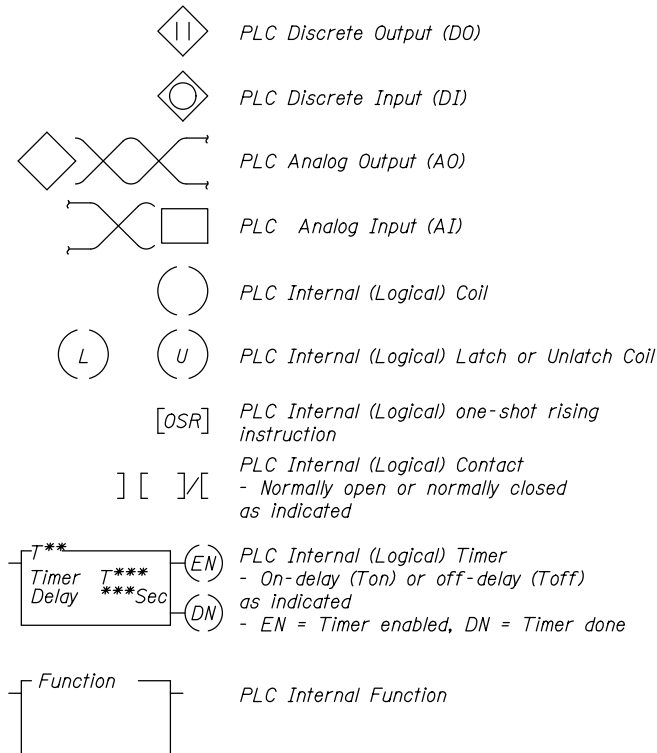 PLC Discrete Output (DO)
PLC Discrete Input (DI)
PLC Analog Output (AO)
PLC Analog Input (AI)
PLC Internal (Logical) Coil
L U PLC Internal (Logical) Latch or Unlatch Coil
[OSR] PLC Internal (Logical) one-shot rising
instruction
] [ ]/[ PLC Internal (Logical) Contact
- Normally open or normally closed
as indicated
T** EN PLC Internal (Logical) Timer
Timer T*** - On-delay (Ton) or off-delay (Toff)
Delay ***Sec as indicated
DN - EN = Timer enabled, DN = Timer done
Function PLC Internal Function